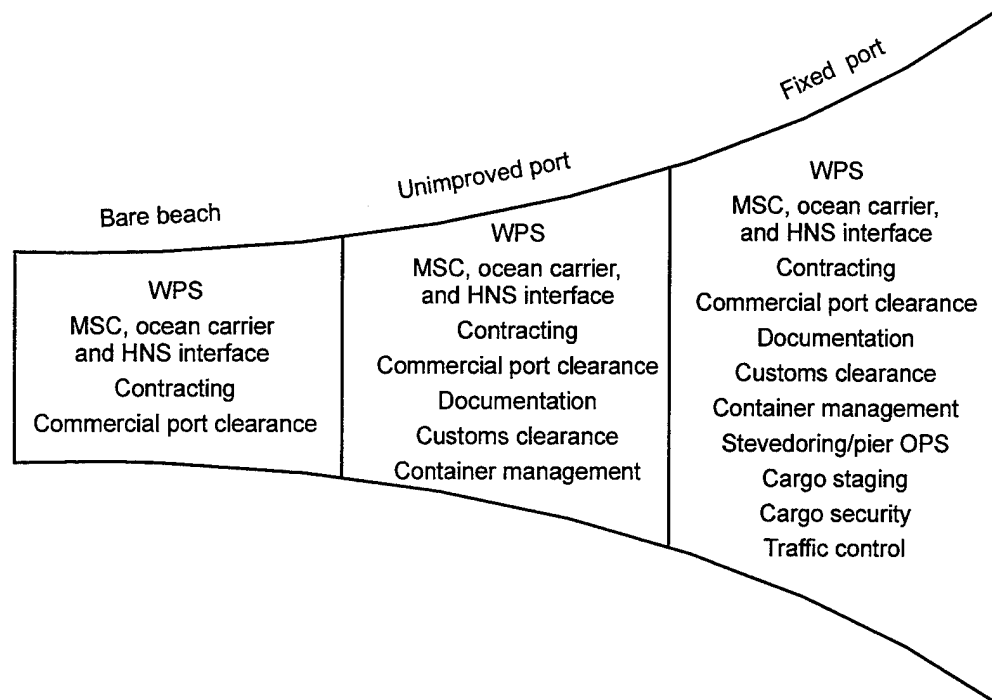 Bare beach
WPS
MSC, ocean carrier
and HNS interface
Contracting
Commercial port clearance
Unimproved port
WPS
MSC, ocean carrier,
and HNS interface
Contracting
Commercial port clearance
Documentation
Customs clearance
Container management
Fixed port
WPS
MSC, ocean carrier,
and HNS interface
Contracting
Commercial port clearance
Documentation
Customs clearance
Container management
Stevedoring/pier OPS
Cargo staging
Cargo security
Traffic control